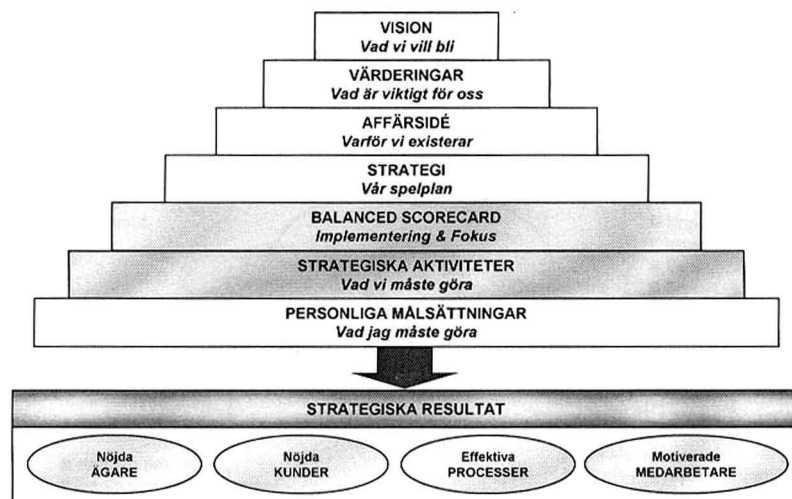 VISION
Vad vi vill bli
VÄRDERINGAR
Vad är viktigt för oss
AFFÄRSIDÉ
Varför vi existerar
STRATEGI
Vår spelplan
BALANCED SCORECARD
Implementering & Fokus
STRATEGISKA AKTIVITETER
Vad vi måste göra
PERSONLIGA MÅLSÄTTNINGAR
Vad jag måste göra
STRATEGISKA RESULTAT
Nöjda
ÄGARE
Nöjda
KUNDER
Effektiva
PROCESSER
Motiverade
MEDARBETARE